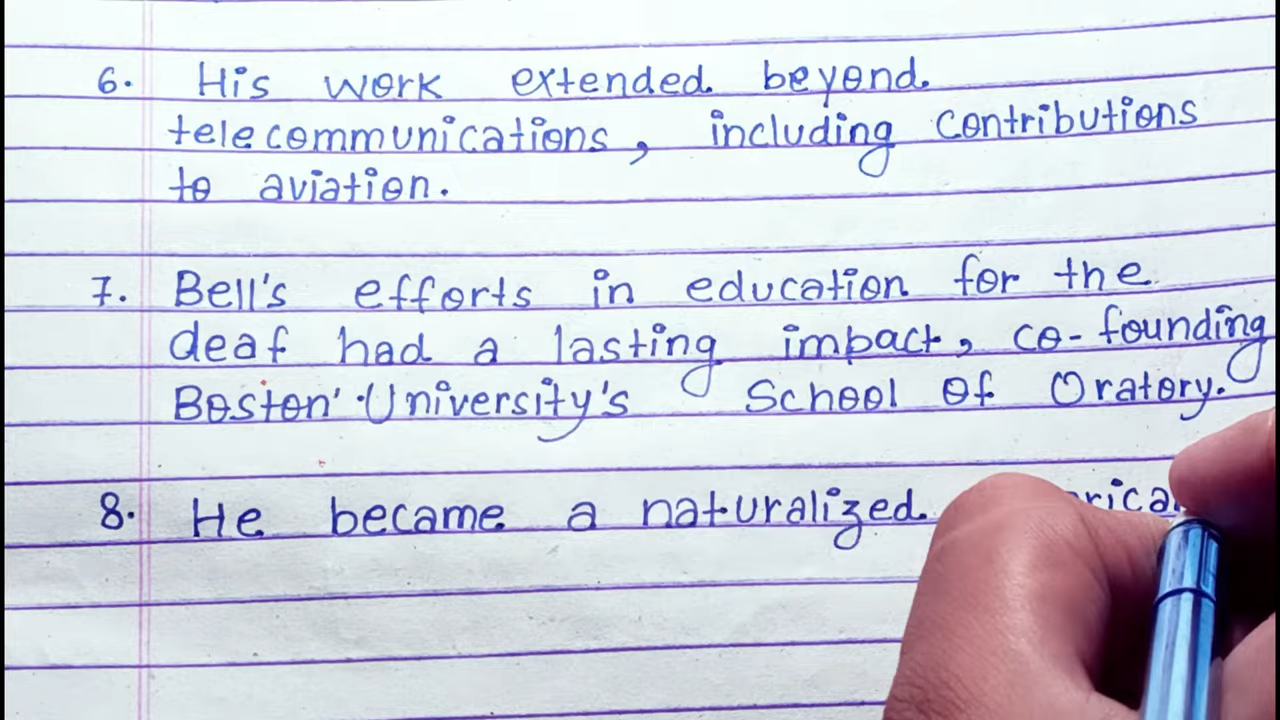 6. His work extended beyond
telecommunications, including contributions
to aviation.
7. Bell's efforts in education for the
deaf had a lasting impact, co-founding
Boston University's School of Oratory.
8. He became a naturalized